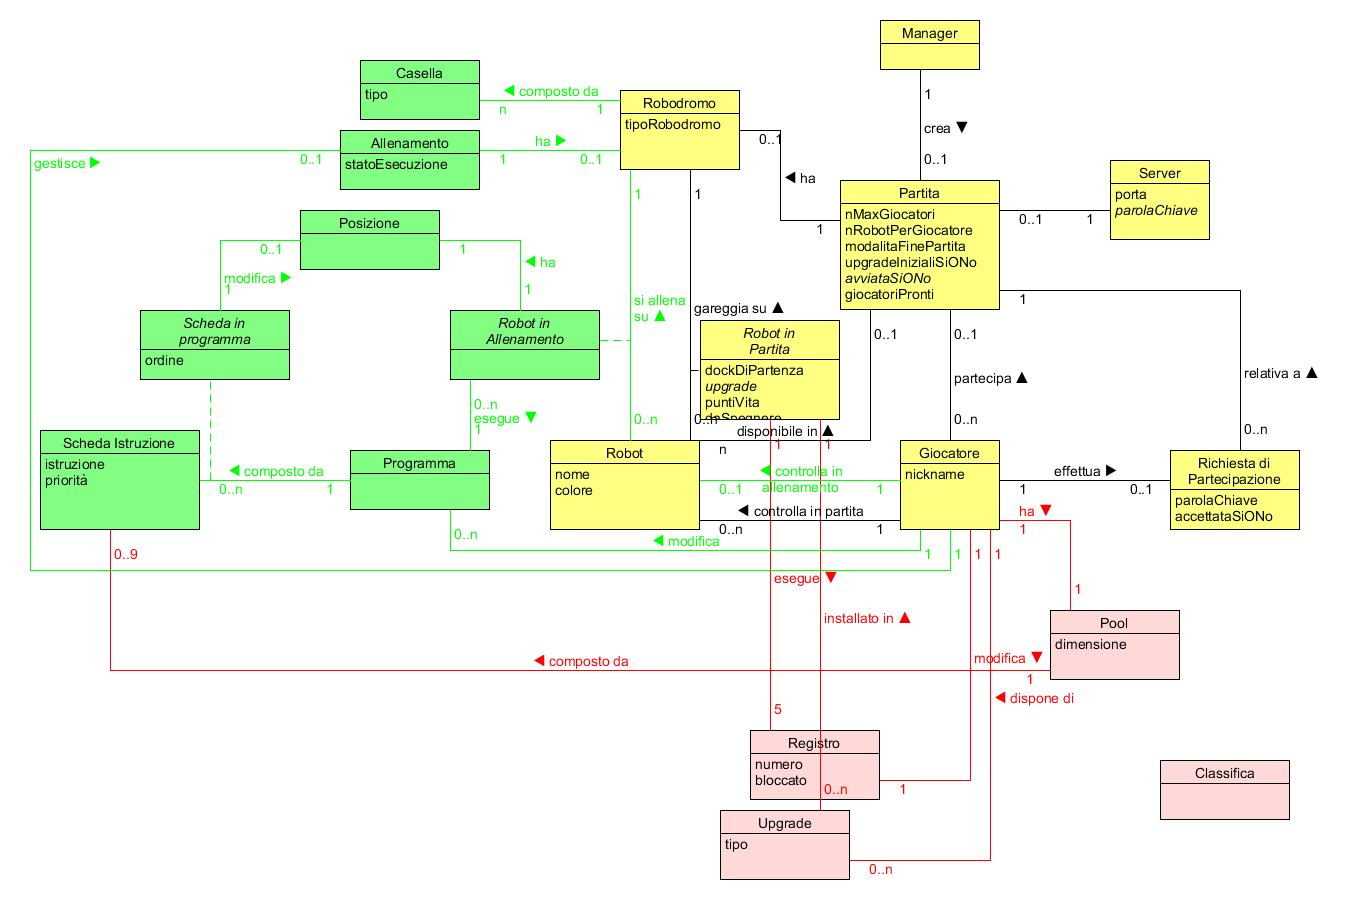 Manager
1
crea ▼
0..1
Casella
tipo
◀ composto da
n
1
Robodromo
tipoRobodromo
0..1
◀ ha
1
Allenamento
statoEsecuzione
ha ▶
1
0..1
gestisce ▶
0..1
Partita
nMaxGiocatori
nRobotPerGiocatore
modalitaFinePartita
upgradeInizialiSiONo
avviataSiONo
giocatoriPronti
Server
porta
parolaChiave
0..1
1
1
1
Posizione
0..1
1
modifica ▶
1
◀ ha
1
si allena
su ▲
gareggia su ▲
1
Scheda in
programma
ordine
Robot in
Allenamento
Robot in
Partita
dockDiPartenza
upgrade
puntiVita
daSpegnere
0..1
0..1
partecipa ▲
relativa a ▲
0..n
esegue ▼
1
0..n
0..n
0..n
0..n
disponibile in ▲
n
1
1
Scheda Istruzione
istruzione
priorità
◀ composto da
0..n
1
Programma
Robot
nome
colore
◀ controlla in
allenamento
0..1
1
◀ controlla in partita
0..n
1
Giocatore
nickname
effettua ▶
1
0..1
Richiesta di
Partecipazione
parolaChiave
accettataSiONo
ha ▼
1
0..n
◀ modifica
1
1
1
1
0..9
esegue ▼
1
installato in ▲
Pool
dimensione
◀ composto da
modifica ▼
1
◀ dispone di
5
Registro
numero
bloccato
0..n
1
Classifica
Upgrade
tipo
0..n